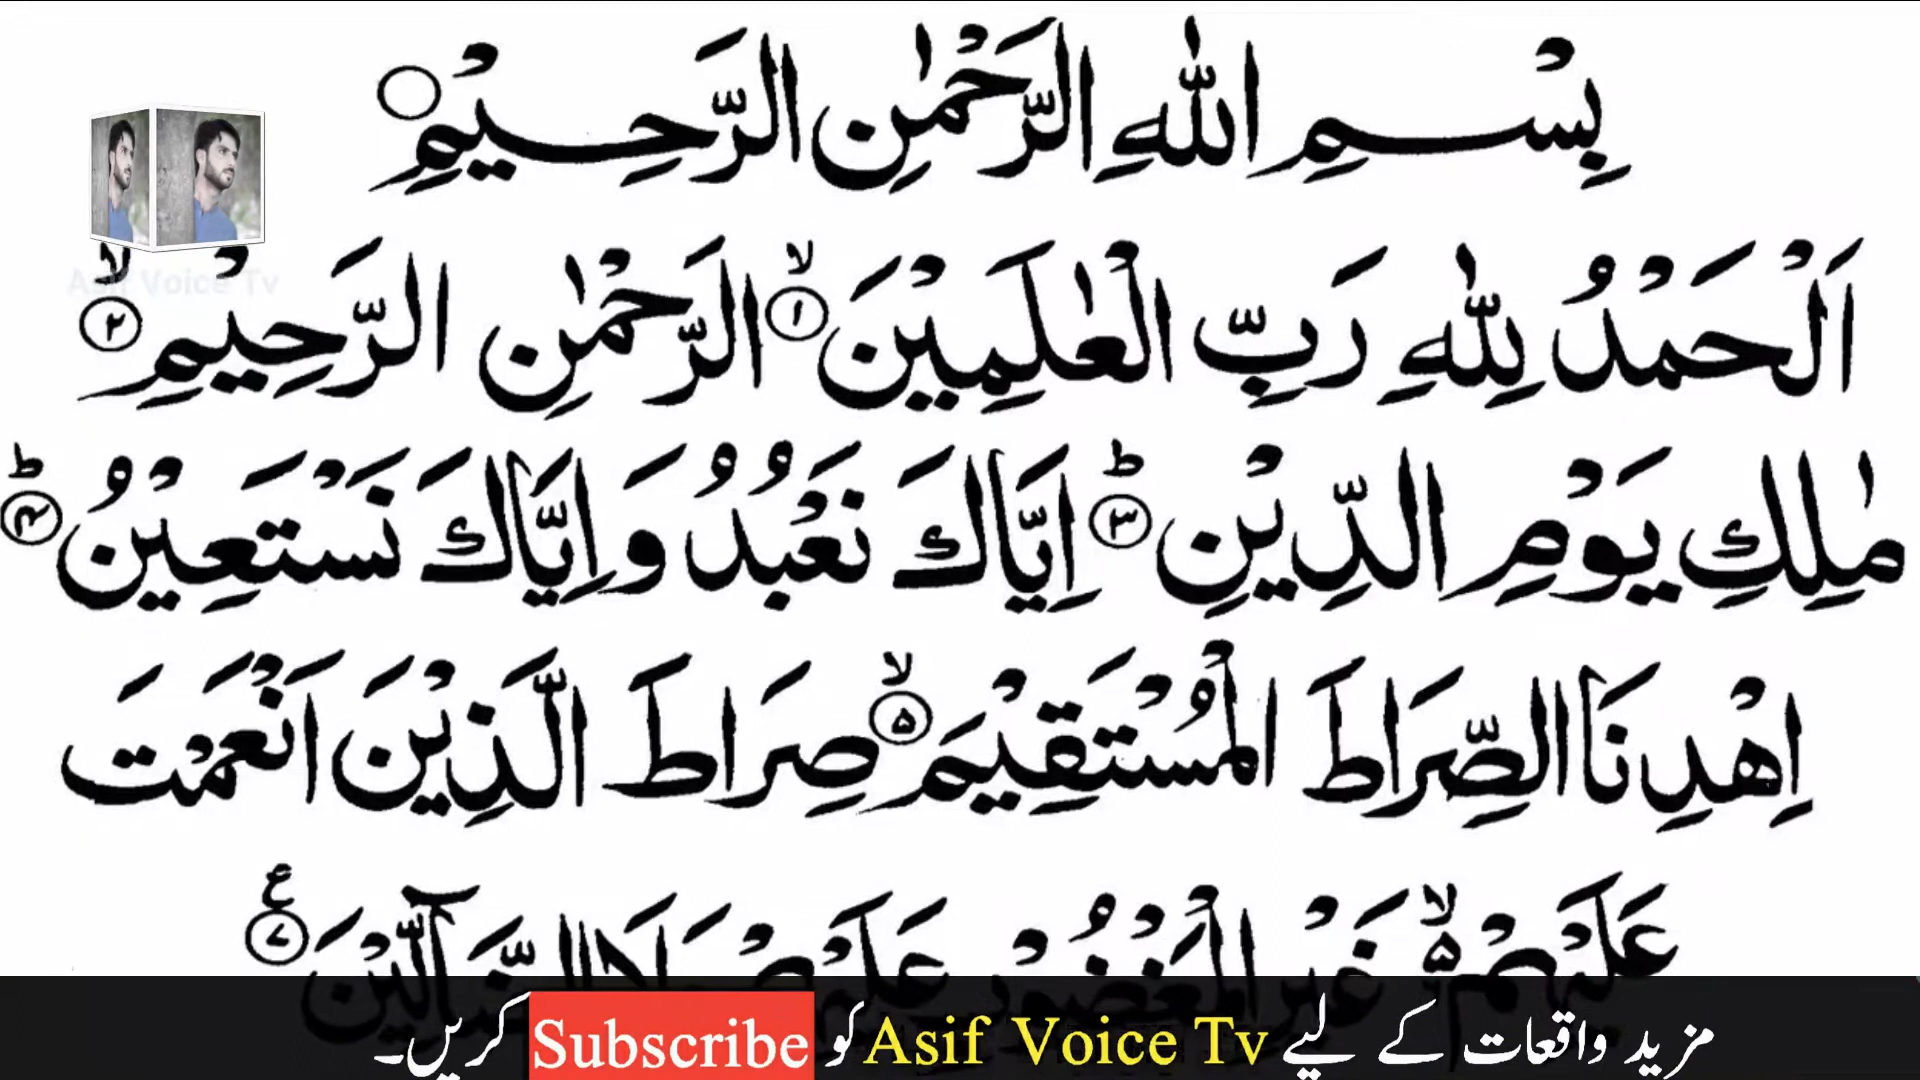 بِسْمِ اللّٰهِ الرَّحْمٰنِ الرَّحِيْمِ
Asif Voice Tv
اَلْحَمْدُ لِلّٰهِ رَبِّ الْعٰلَمِيْنَ ۙ﴿۱﴾ الرَّحْمٰنِ الرَّحِيْمِ ۙ﴿۲﴾
مٰلِكِ يَوْمِ الدِّيْنِ ؕ﴿۳﴾ اِيَّاكَ نَعْبُدُ وَاِيَّاكَ نَسْتَعِيْنُ ؕ﴿۴﴾
اِهْدِنَا الصِّرَاطَ الْمُسْتَقِيْمَ ۙ﴿۵﴾ صِرَاطَ الَّذِيْنَ اَنْعَمْتَ
عَلَيْهِمْ ۙ۵ غَيْرِ الْمَغْضُوْبِ عَلَيْهِمْ وَلَا الضَّآلِّيْنَ ﴿۷﴾ ع
مزید واقعات کے لیے Asif Voice Tv کو Subscribe کریں۔